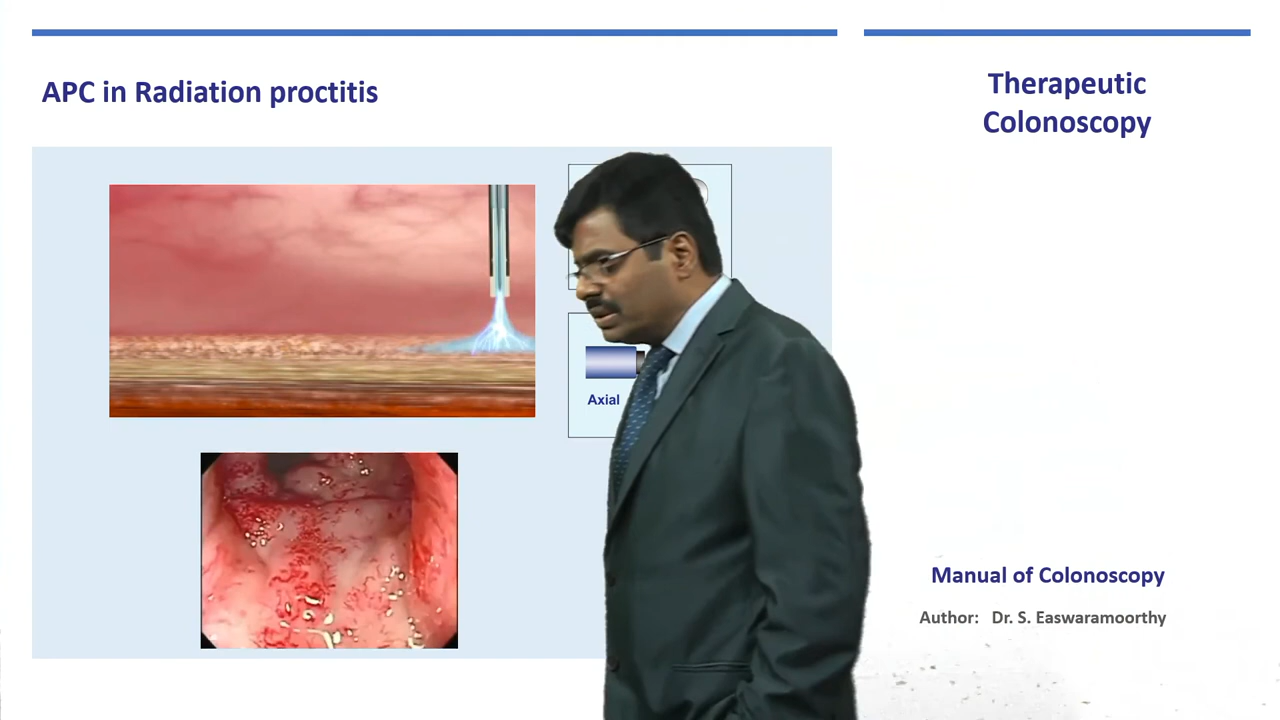 APC in Radiation proctitis
Therapeutic
Colonoscopy
Axial
Manual of Colonoscopy
Author: Dr. S. Easwaramoorthy